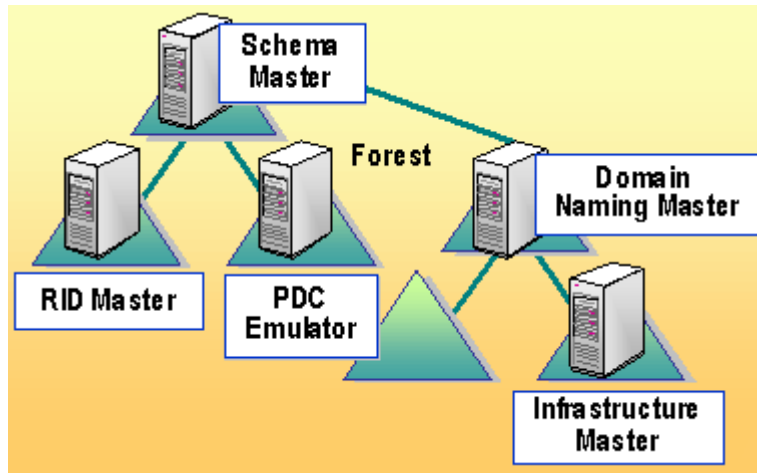 Schema
Master
Forest
Domain
Naming Master
RID Master
PDC
Emulator
Infrastructure
Master